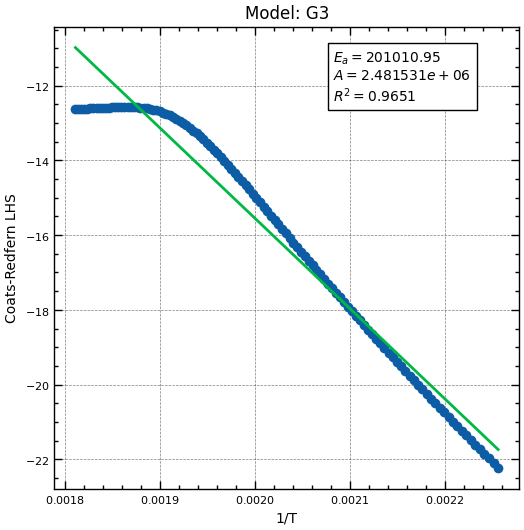 Model: G3
E_a = 201010.95
A = 2.481531e + 06
R² = 0.9651
−12
−14
−16
−18
−20
−22
Coats-Redfern LHS
0.0018 0.0019 0.0020 0.0021 0.0022
1/T